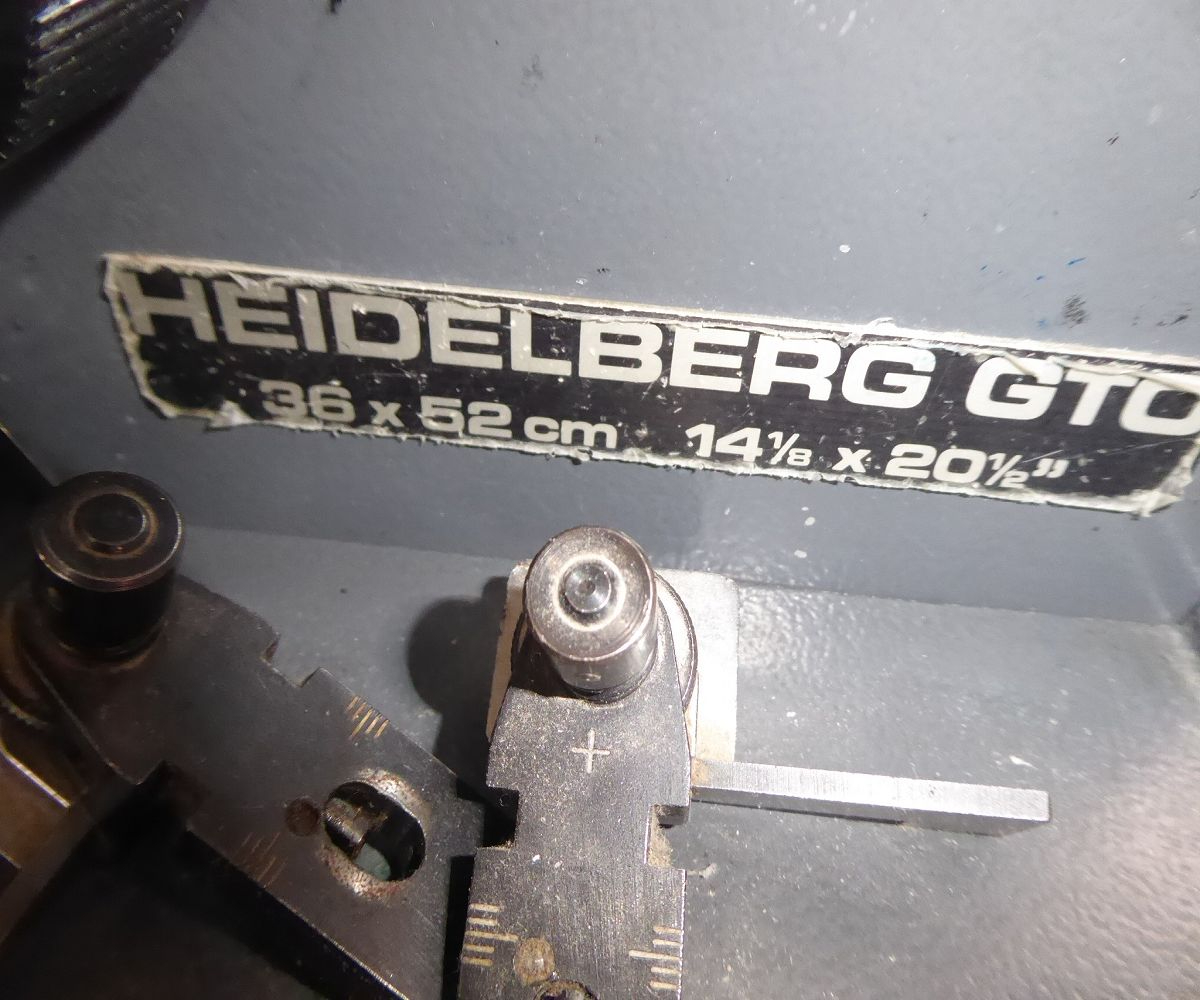 HEIDELBERG GTO
36 x 52 cm 14⅛ x 20½"